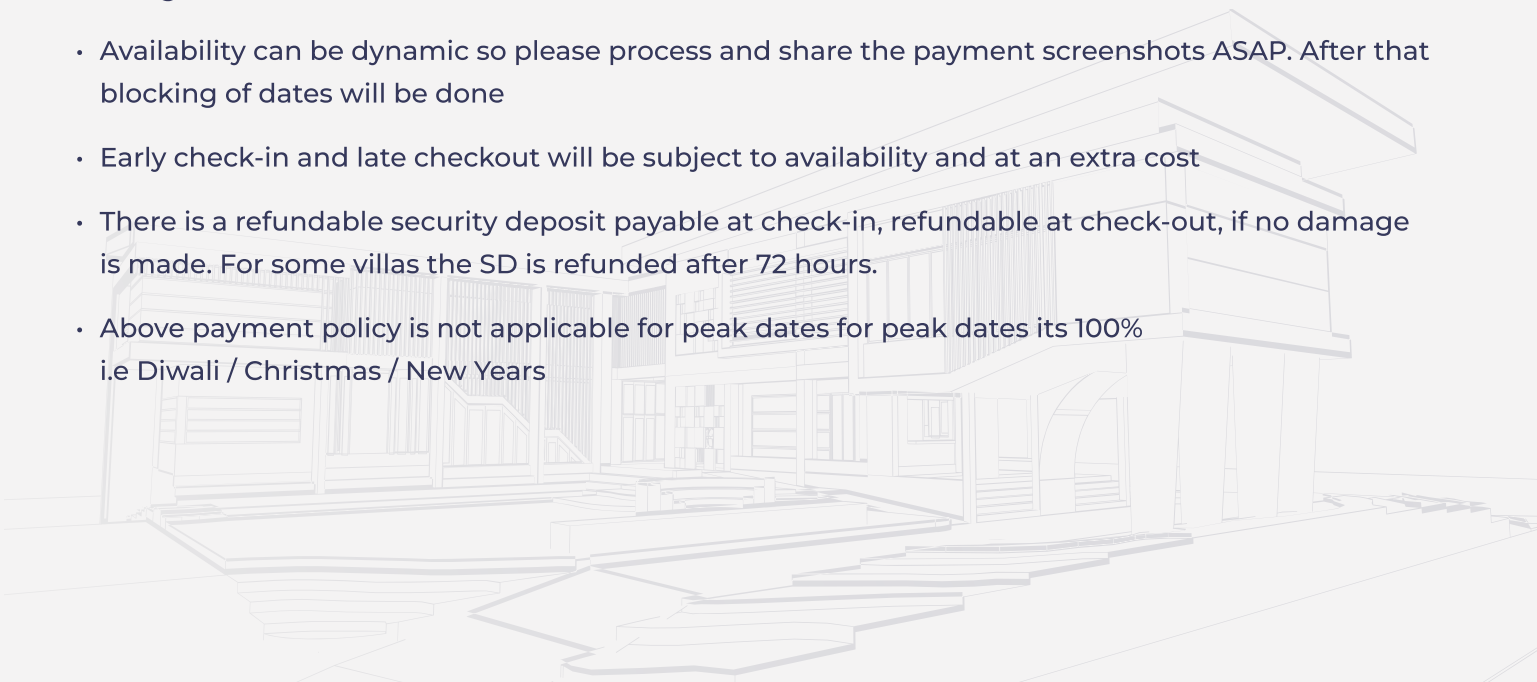 • Availability can be dynamic so please process and share the payment screenshots ASAP. After that
blocking of dates will be done
• Early check-in and late checkout will be subject to availability and at an extra cost
• There is a refundable security deposit payable at check-in, refundable at check-out, if no damage
is made. For some villas the SD is refunded after 72 hours.
• Above payment policy is not applicable for peak dates for peak dates its 100%
i.e Diwali / Christmas / New Years